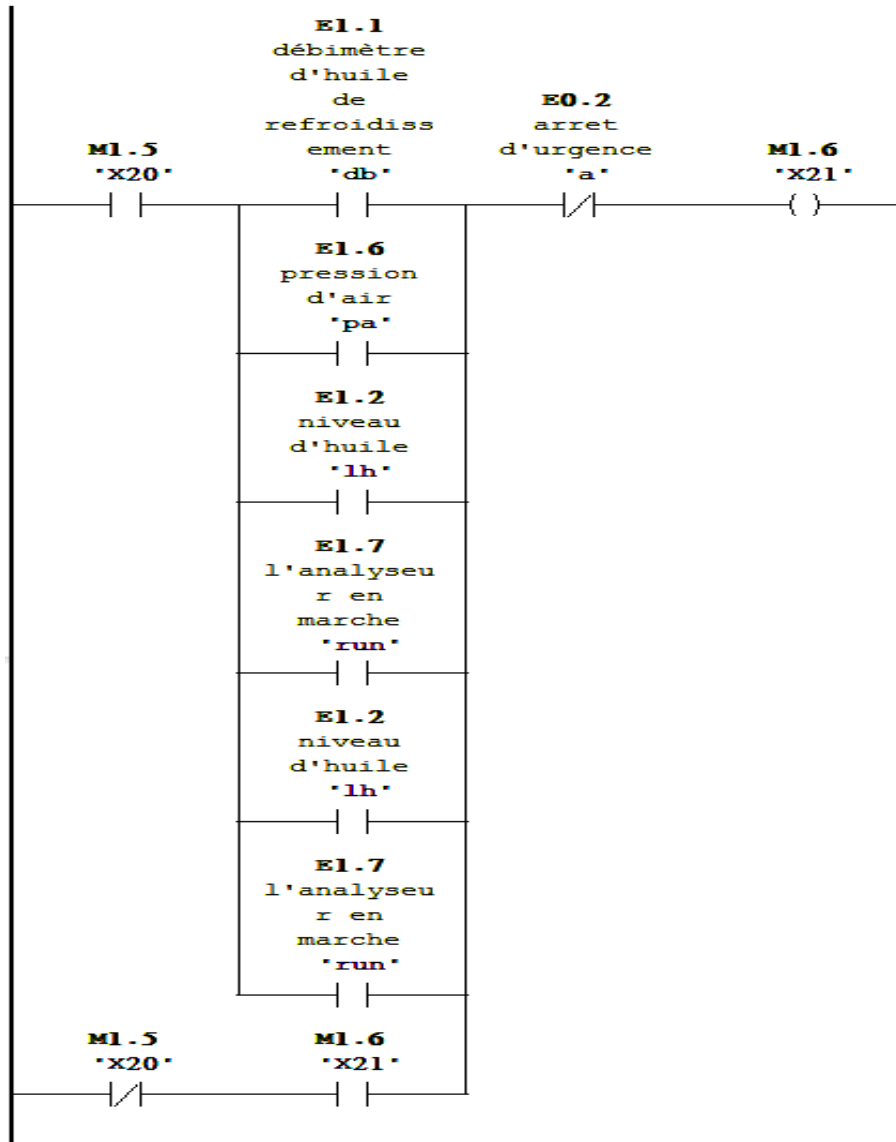 E1.1
débimètre
d'huile
de
refroidiss
ement
"db"
E0.2
arret
d'urgence
"a"
M1.5
"X20"
M1.6
"X21"
E1.6
pression
d'air
"pa"
E1.2
niveau
d'huile
"lh"
E1.7
l'analyseu
r en
marche
"run"
E1.2
niveau
d'huile
"lh"
E1.7
l'analyseu
r en
marche
"run"
M1.5
"X20"
M1.6
"X21"